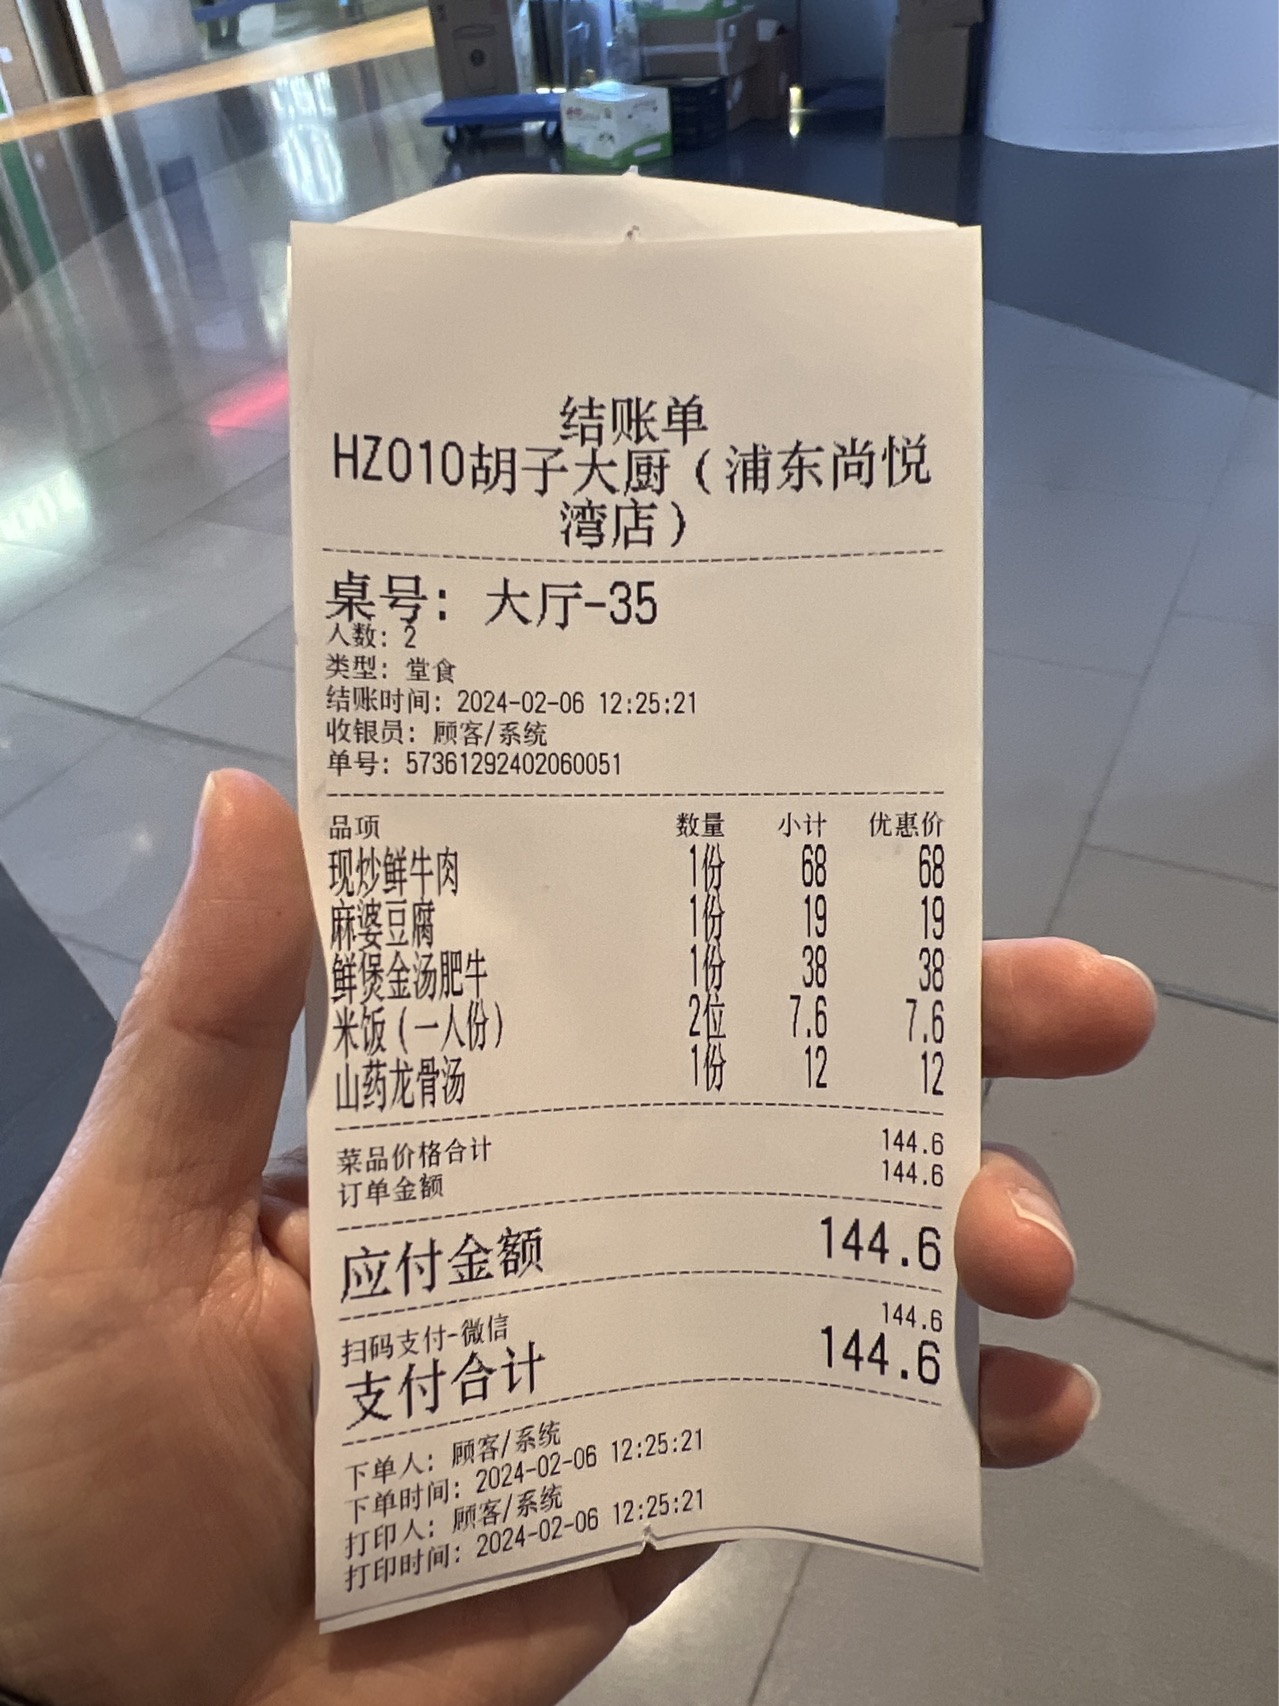 结账单
HZ010胡子大厨（浦东尚悦
湾店）
桌号：大厅-35
人数：2
类型：堂食
结账时间：2024-02-06 12:25:21
收银员：顾客/系统
单号：57361292402060051
品项 数量 小计 优惠价
现炒鲜牛肉 1份 68 68
麻婆豆腐 1份 19 19
鲜煲金汤肥牛 1份 38 38
米饭（一人份） 2位 7.6 7.6
山药龙骨汤 1份 12 12
菜品价格合计 144.6
订单金额 144.6
应付金额 144.6
扫码支付-微信 144.6
支付合计 144.6
下单人：顾客/系统
下单时间：2024-02-06 12:25:21
打印人：顾客/系统
打印时间：2024-02-06 12:25:21